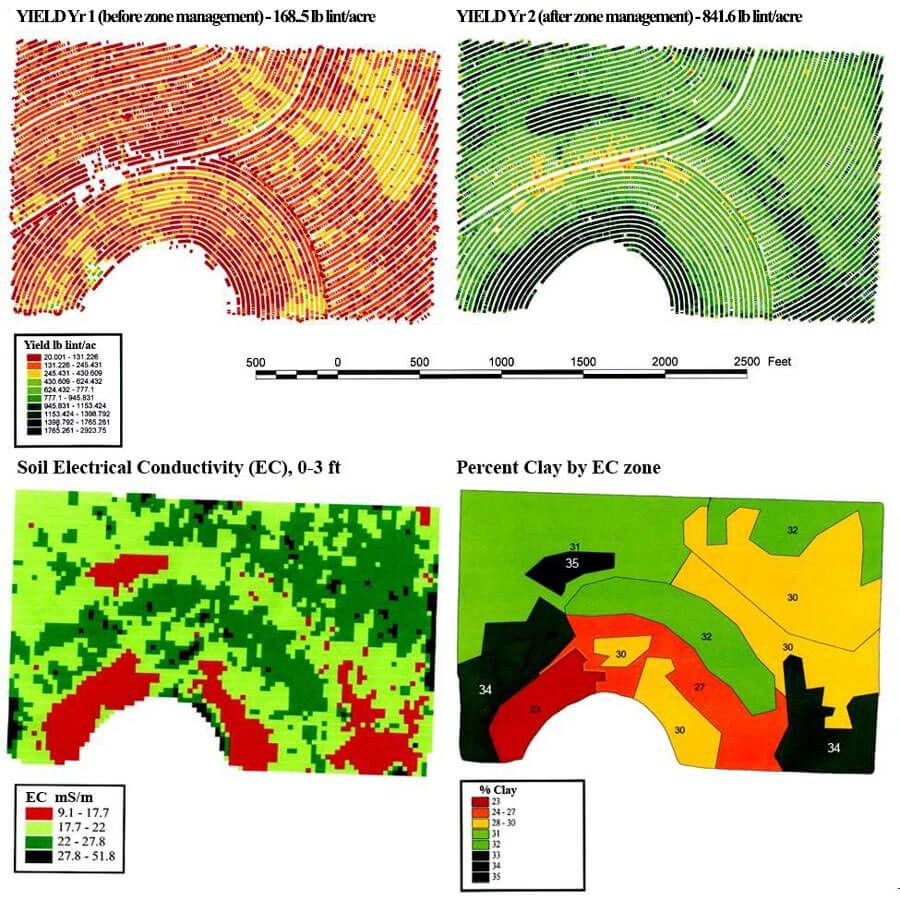 YIELD Yr 1 (before zone management) - 168.5 lb lint/acre
YIELD Yr 2 (after zone management) - 841.6 lb lint/acre
Yield lb lint/ac
20.001 - 131.226
131.226 - 245.431
245.431 - 430.609
430.609 - 624.432
624.432 - 777.1
777.1 - 945.831
945.831 - 1153.424
1153.424 - 1398.792
1398.792 - 1765.261
1765.261 - 2923.75
500 0 500 1000 1500 2000 2500 Feet
Soil Electrical Conductivity (EC), 0-3 ft
Percent Clay by EC zone
32
31
35
30
32
30
30
27
34
23
30
34
EC mS/m
9.1 - 17.7
17.7 - 22
22 - 27.8
27.8 - 51.8
% Clay
23
24 - 27
28 - 30
31
32
33
34
35